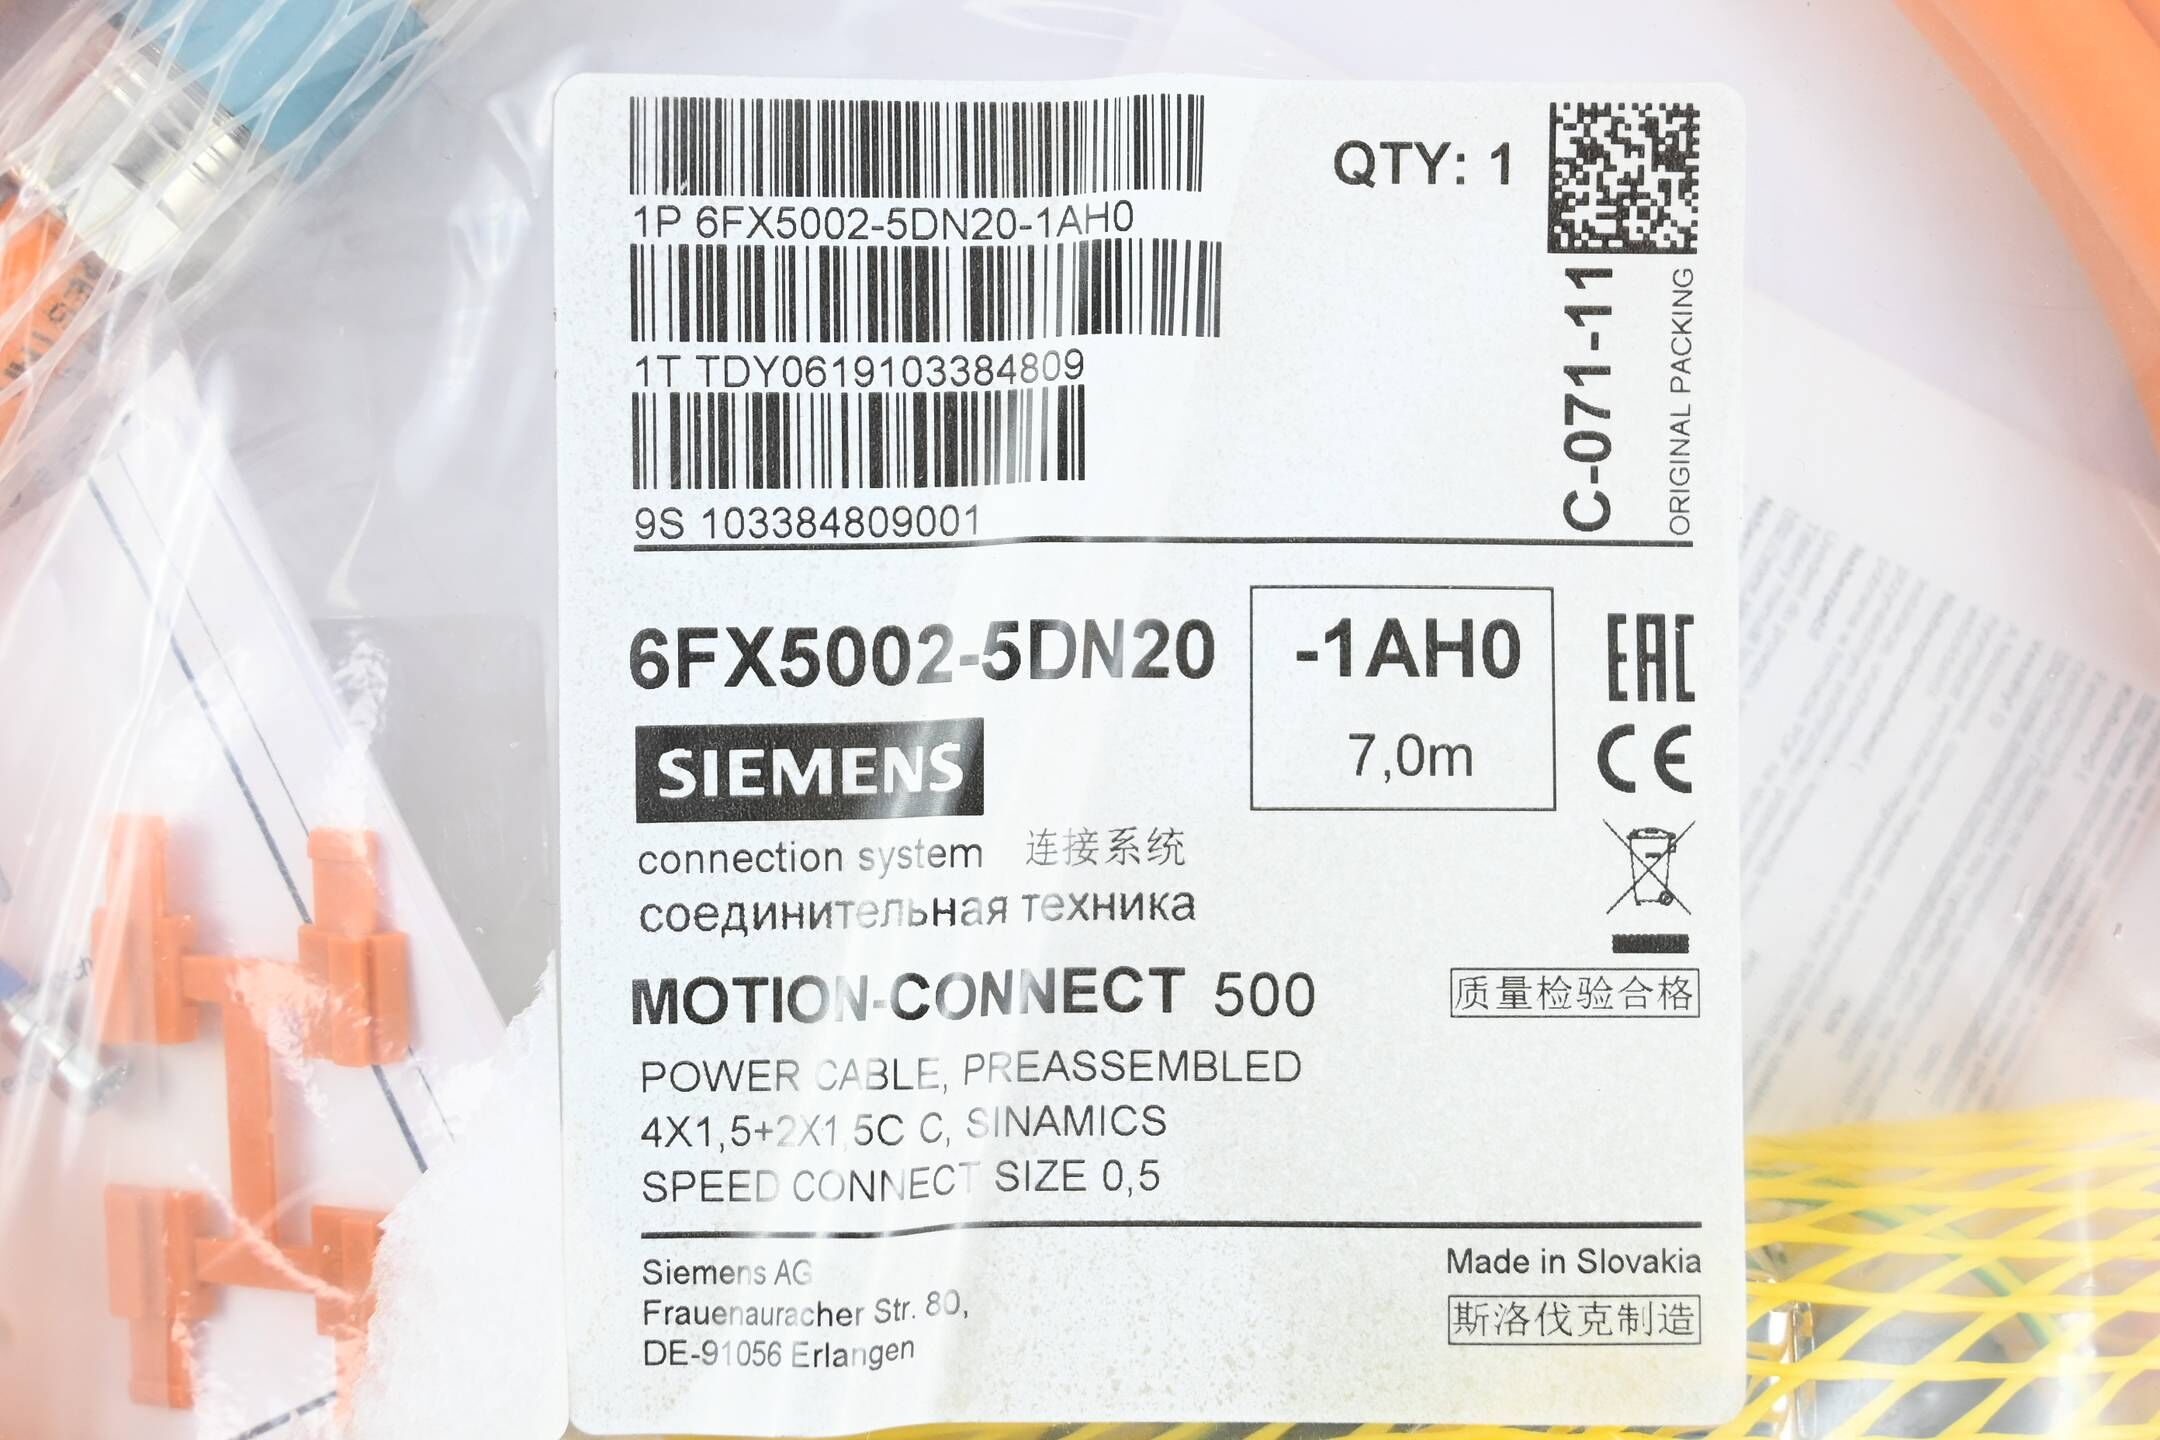 1P 6FX5002-5DN20-1AH0
1T TDY0619103384809
9S 103384809001
QTY: 1
C-071-11
ORIGINAL PACKING
6FX5002-5DN20
-1AH0
7,0m
EAC
CE
SIEMENS
connection system 连接系统
соединительная техника
MOTION-CONNECT 500
质量检验合格
POWER CABLE, PREASSEMBLED
4X1,5+2X1,5C C, SINAMICS
SPEED CONNECT SIZE 0,5
Siemens AG
Frauenauracher Str. 80,
DE-91056 Erlangen
Made in Slovakia
斯洛伐克制造